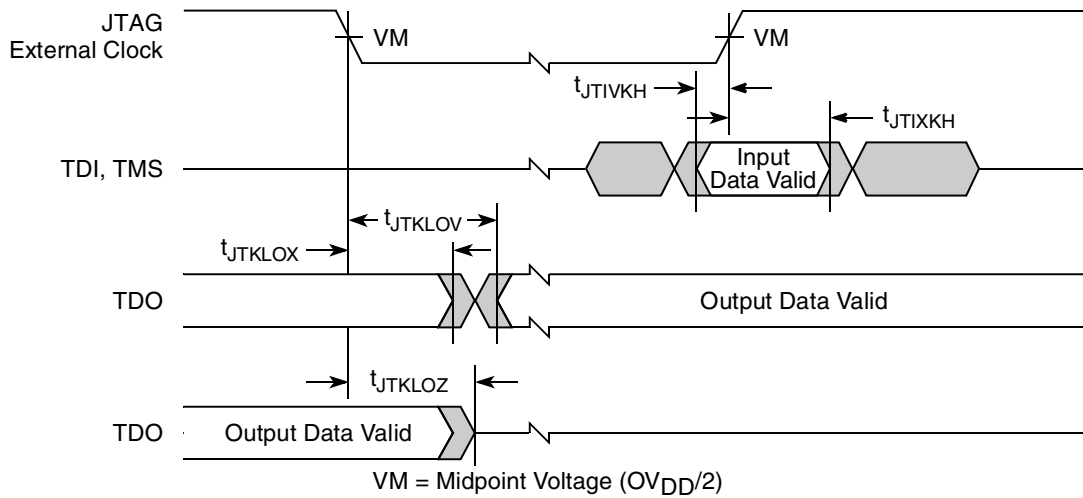 JTAG
External Clock
VM
VM
tJTIVKH
tJTIXKH
TDI, TMS
Input
Data Valid
tJTKLOV
tJTKLOX
TDO
Output Data Valid
tJTKLOZ
TDO
Output Data Valid
VM = Midpoint Voltage (OVDD/2)